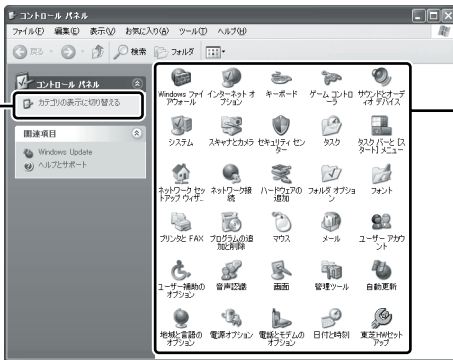 コントロール パネル
ファイル(F) 編集(E) 表示(V) お気に入り(A) ツール(T) ヘルプ(H)
戻る 検索 フォルダ
コントロール パネル
カテゴリの表示に切り替える
関連項目
Windows Update
ヘルプとサポート
Windows ファイ
アウォール
インターネット オ
プション
キーボード
ゲーム コントロ
ーラ
サウンドとオーデ
ィオ デバイス
システム
スキャナとカメラ
セキュリティ セン
ター
タスク
タスク バーと [ス
タート] メニュー
ネットワーク セッ
トアップ ウィザ...
ネットワーク接
続
ハードウェアの
追加
フォルダ オプショ
ン
フォント
プリンタと FAX
プログラムの追
加と削除
マウス
メール
ユーザー アカウ
ント
ユーザー補助の
オプション
音声認識
画面
管理ツール
自動更新
地域と言語の
オプション
電源オプション
電話とモデムの
オプション
日付と時刻
東芝HWセット
アップ